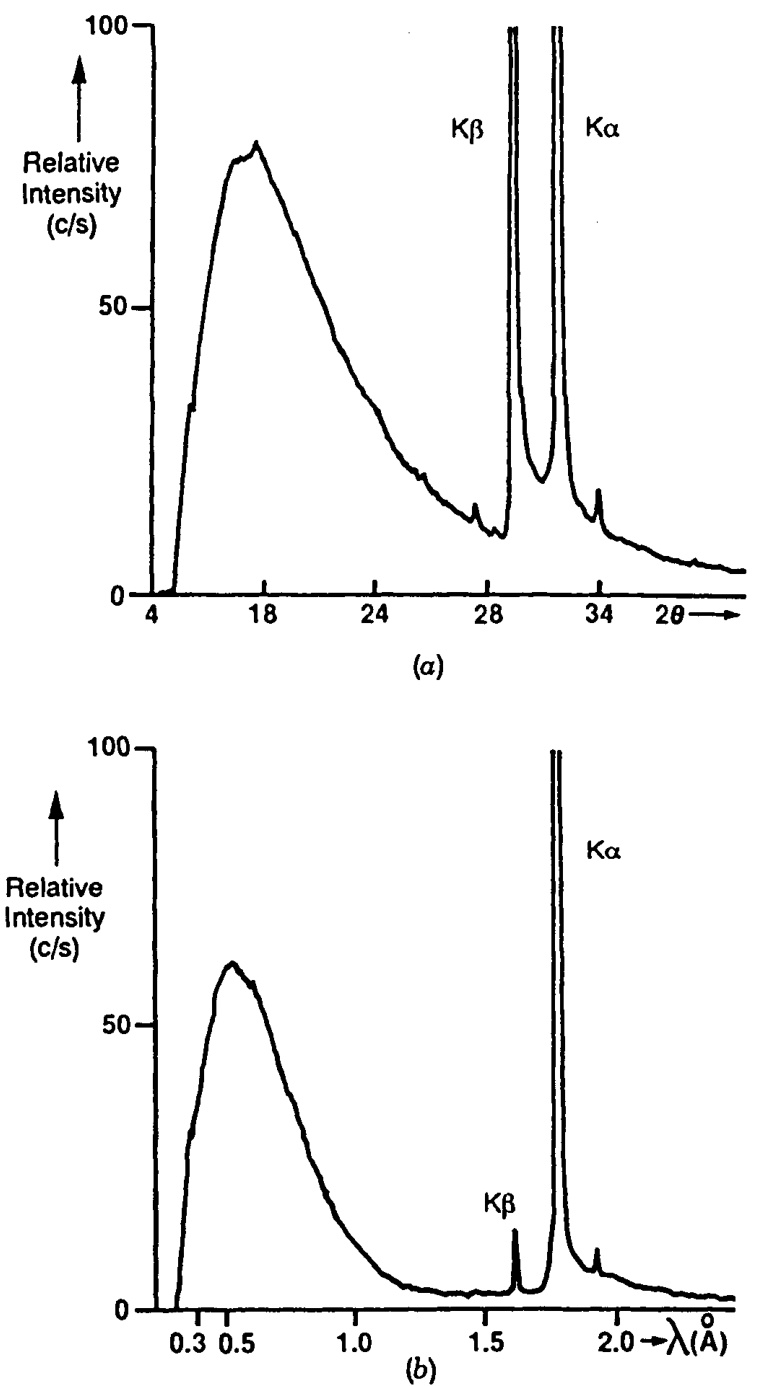 100
Kβ
Kα
Relative
Intensity
(c/s)
50
0
4 18 24 28 34 2θ
(a)
100
Kα
Relative
Intensity
(c/s)
50
Kβ
0
0.3 0.5 1.0 1.5 2.0 λ(Å)
(b)